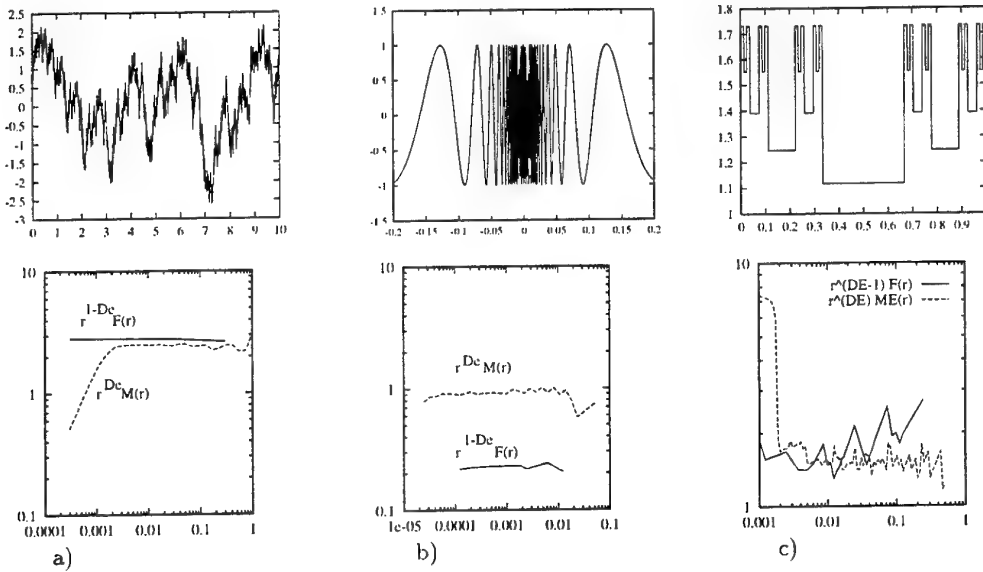 2.5
2
1.5
1
0.5
0
-0.5
-1
-1.5
-2
-2.5
-3
0 1 2 3 4 5 6 7 8 9 10
1.5
1
0.5
0
-0.5
-1
-1.5
-0.2 -0.15 -0.1 -0.05 0 0.05 0.1 0.15 0.2
1.8
1.7
1.6
1.5
1.4
1.3
1.2
1.1
1
0 0.1 0.2 0.3 0.4 0.5 0.6 0.7 0.8 0.9
10
1
0.1
r^1-De F(r)
r^De M(r)
0.0001 0.001 0.01 0.1 1
a)
10
1
0.1
r^De M(r)
r^1-De F(r)
1e-05 0.0001 0.001 0.01 0.1
b)
10
1
r^(DE-1) F(r)
r^(DE) ME(r)
0.001 0.01 0.1 1
c)